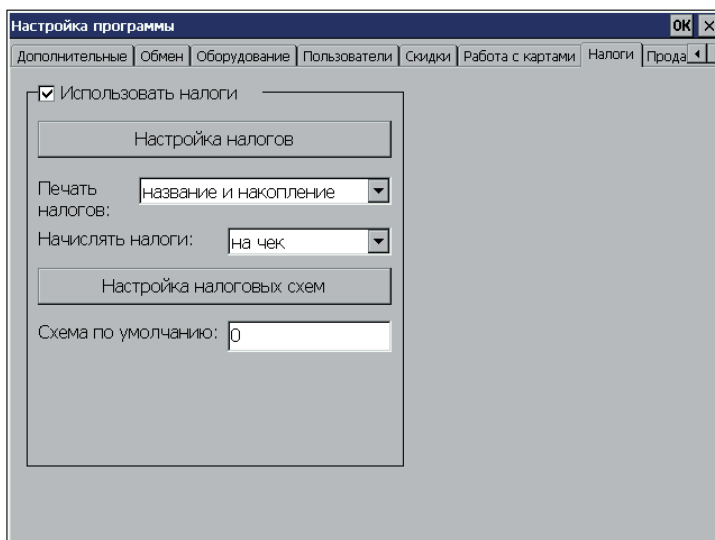 Настройка программы OK
Дополнительные Обмен Оборудование Пользователи Скидки Работа с картами Налоги Прода
Использовать налоги
Настройка налогов
Печать налогов: название и накопление
Начислять налоги: на чек
Настройка налоговых схем
Схема по умолчанию: 0